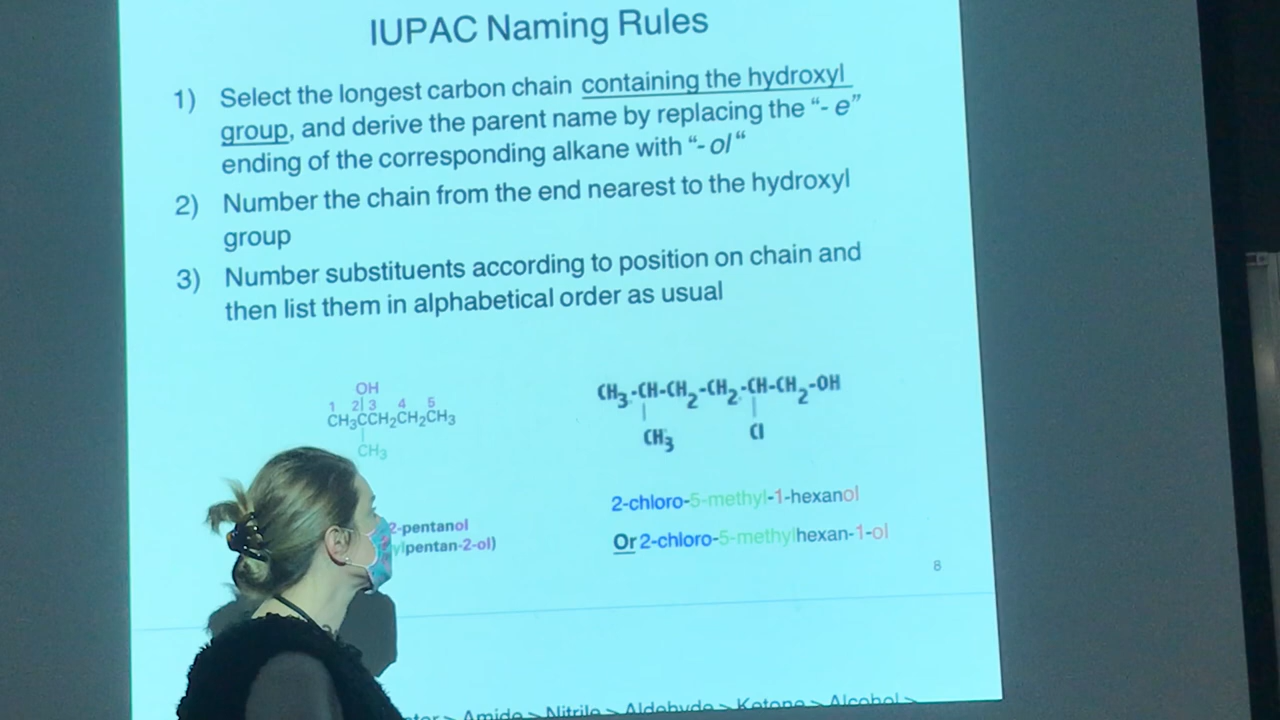 IUPAC Naming Rules
1) Select the longest carbon chain containing the hydroxyl
group, and derive the parent name by replacing the “- e”
ending of the corresponding alkane with “- ol“
2) Number the chain from the end nearest to the hydroxyl
group
3) Number substituents according to position on chain and
then list them in alphabetical order as usual
OH
1 2 3 4 5
CH3CCH2CH2CH3
CH3
CH3-CH-CH2-CH2-CH-CH2-OH
CH3 Cl
2-pentanol
ylpentan-2-ol)
2-chloro-5-methyl-1-hexanol
Or 2-chloro-5-methylhexan-1-ol
8
> Amide > Nitrile > Aldehyde > Ketone > Alcohol >